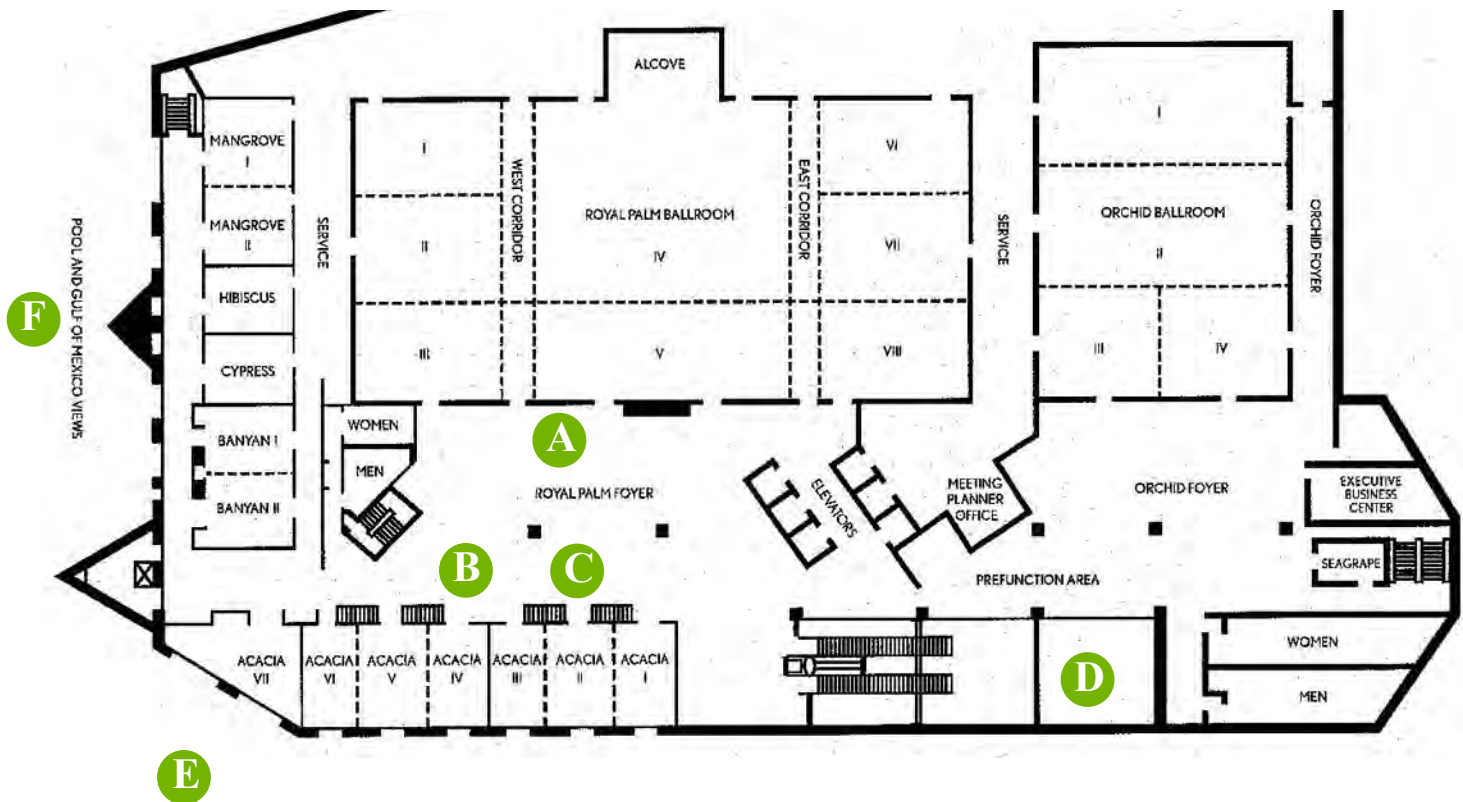 ALCOVE
MANGROVE
I
MANGROVE
II
HIBISCUS
CYPRESS
BANYAN I
BANYAN II
POOL AND GULF OF MEXICO VIEWS
F
SERVICE
I
II
III
WEST CORRIDOR
ROYAL PALM BALLROOM
IV
V
EAST CORRIDOR
VI
VII
VIII
SERVICE
I
ORCHID BALLROOM
II
III
IV
ORCHID FOYER
WOMEN
MEN
A
ROYAL PALM FOYER
B
C
ELEVATORS
MEETING
PLANNER
OFFICE
ORCHID FOYER
EXECUTIVE
BUSINESS
CENTER
PREFUNCTION AREA
SEAGRAPE
ACACIA
VII
ACACIA
VI
ACACIA
V
ACACIA
IV
ACACIA
III
ACACIA
II
ACACIA
I
D
WOMEN
MEN
E